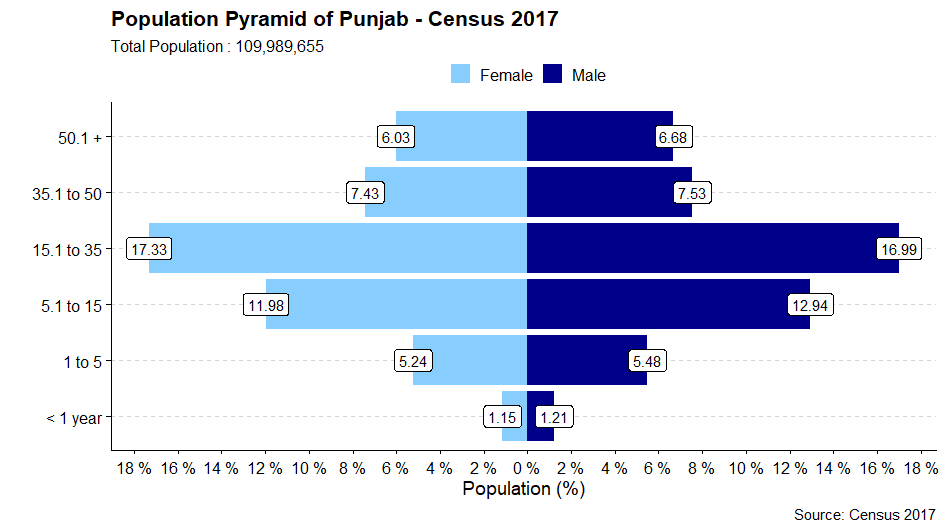 Population Pyramid of Punjab - Census 2017
Total Population : 109,989,655
Female Male
50.1 + 6.03 6.68
35.1 to 50 7.43 7.53
15.1 to 35 17.33 16.99
5.1 to 15 11.98 12.94
1 to 5 5.24 5.48
< 1 year 1.15 1.21
18 % 16 % 14 % 12 % 10 % 8 % 6 % 4 % 2 % 0 % 2 % 4 % 6 % 8 % 10 % 12 % 14 % 16 % 18 %
Population (%)
Source: Census 2017